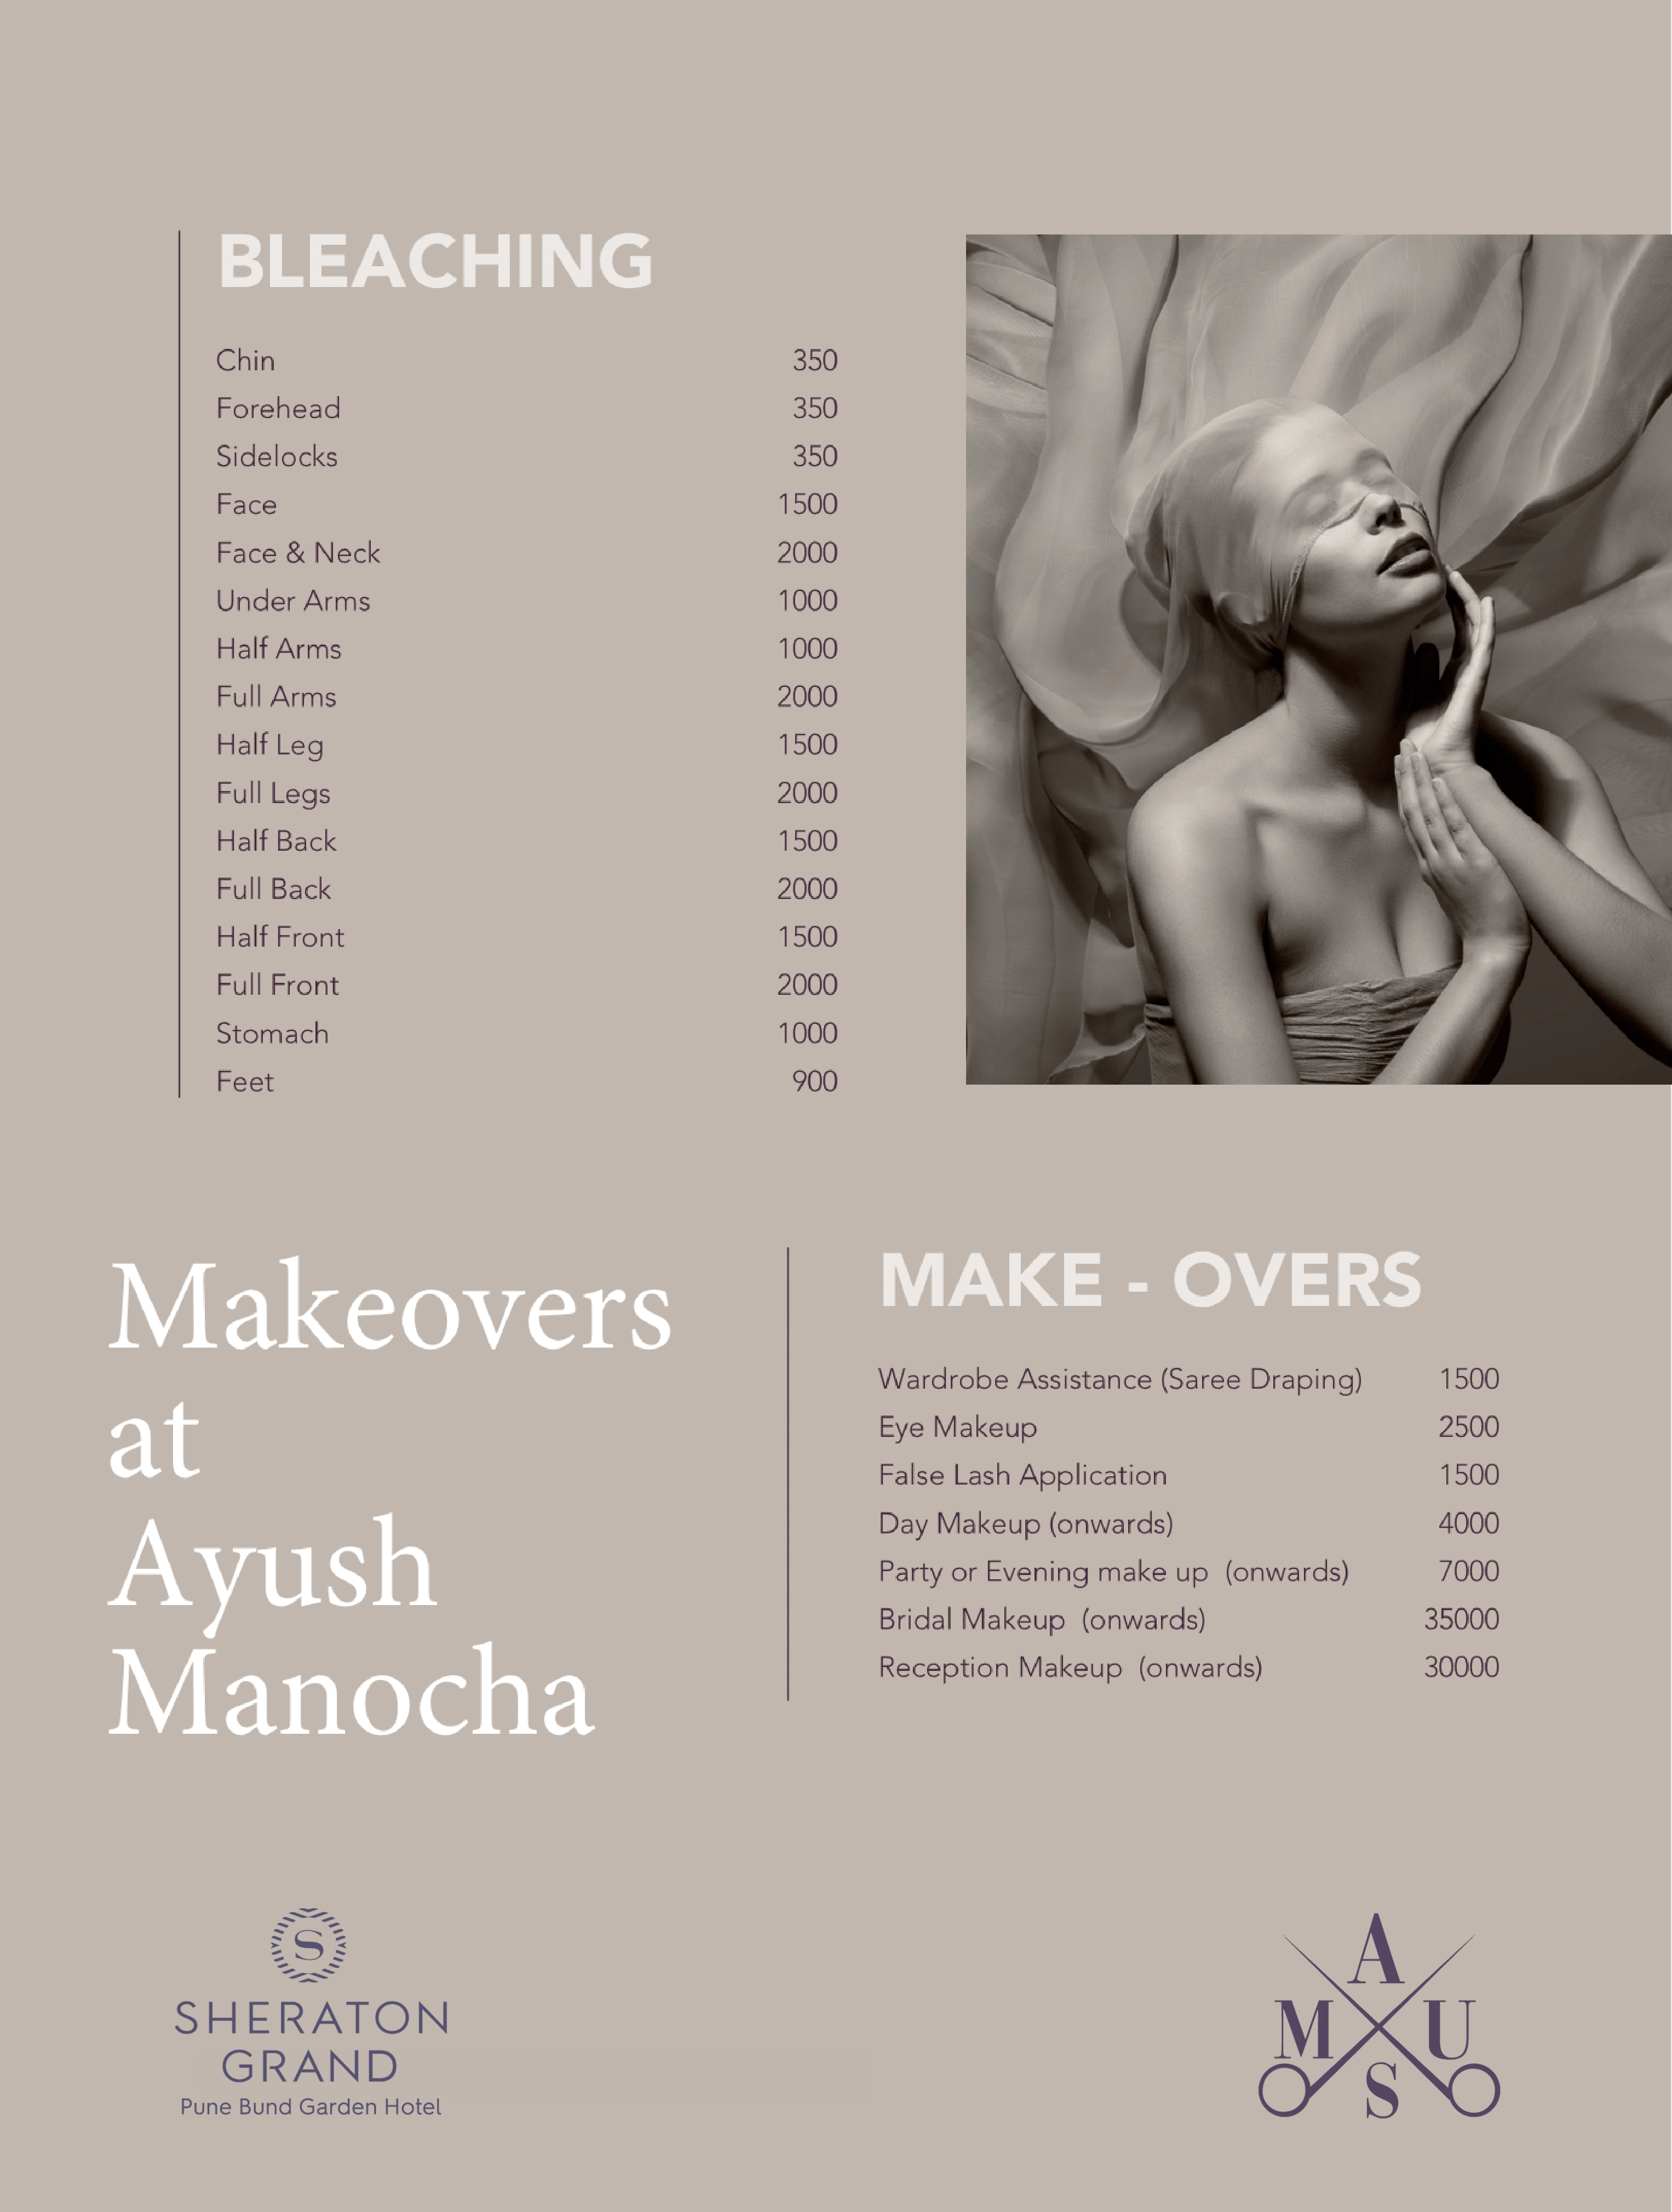 BLEACHING
Chin 350
Forehead 350
Sidelocks 350
Face 1500
Face & Neck 2000
Under Arms 1000
Half Arms 1000
Full Arms 2000
Half Leg 1500
Full Legs 2000
Half Back 1500
Full Back 2000
Half Front 1500
Full Front 2000
Stomach 1000
Feet 900
Makeovers
at
Ayush
Manocha
MAKE - OVERS
Wardrobe Assistance (Saree Draping) 1500
Eye Makeup 2500
False Lash Application 1500
Day Makeup (onwards) 4000
Party or Evening make up (onwards) 7000
Bridal Makeup (onwards) 35000
Reception Makeup (onwards) 30000
S
SHERATON
GRAND
Pune Bund Garden Hotel
A
M U
S